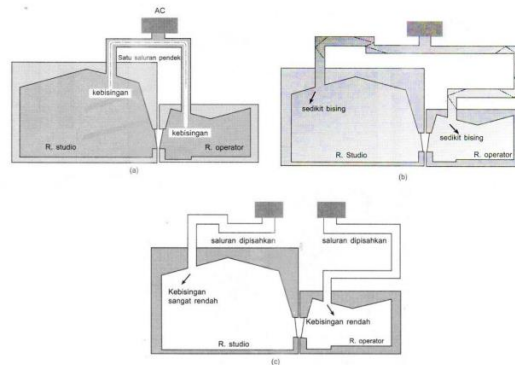 AC
Satu saluran pendek
kebisingan
kebisingan
R. studio
R. operator
(a)
sedikit bising
sedikit bising
R. Studio
R. operator
(b)
saluran dipisahkan
saluran dipisahkan
Kebisingan
sangat rendah
Kebisingan rendah
R. studio
R. operator
(c)